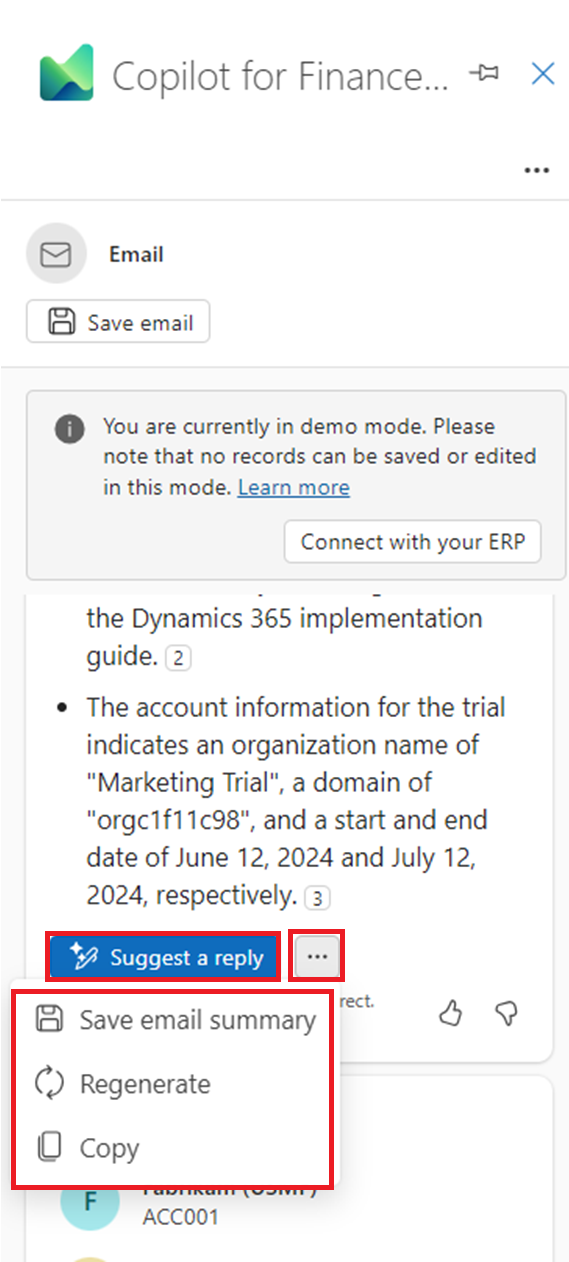 Copilot for Finance...
Email
Save email
You are currently in demo mode. Please
note that no records can be saved or edited
in this mode. Learn more
Connect with your ERP
the Dynamics 365 implementation
guide. 2
• The account information for the trial
indicates an organization name of
"Marketing Trial", a domain of
"orgc1f11c98", and a start and end
date of June 12, 2024 and July 12,
2024, respectively. 3
Suggest a reply ...
rect.
Save email summary
Regenerate
Copy
F Fabrikam (USMF)
ACC001